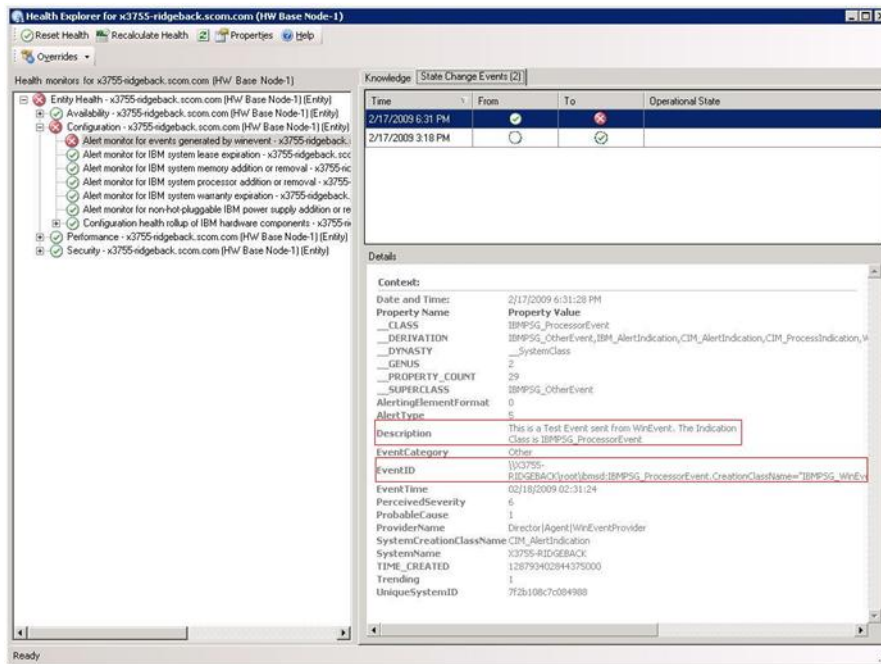 Health Explorer for x3755-ridgeback.scom.com (HW Base Node-1)
Reset Health Recalculate Health Properties Help
Overrides
Health monitors for x3755-ridgeback.scom.com (HW Base Node-1)
Entity Health - x3755-ridgeback.scom.com (HW Base Node-1) (Entity)
Availability - x3755-ridgeback.scom.com (HW Base Node-1) (Entity)
Configuration - x3755-ridgeback.scom.com (HW Base Node-1) (Entity)
Alert monitor for events generated by winevent - x3755-ridgeback.
Alert monitor for IBM system lease expiration - x3755-ridgeback.sco
Alert monitor for IBM system memory addition or removal - x3755-ric
Alert monitor for IBM system processor addition or removal - x3755-
Alert monitor for IBM system warranty expiration - x3755-ridgeback.
Alert monitor for non-hot-pluggable IBM power supply addition or re
Configuration health rollup of IBM hardware components - x3755-ri
Performance - x3755-ridgeback.scom.com (HW Base Node-1) (Entity)
Security - x3755-ridgeback.scom.com (HW Base Node-1) (Entity)
Knowledge State Change Events (2)
Time From To Operational State
2/17/2009 6:31 PM
2/17/2009 3:18 PM
Details
Context:
Date and Time: 2/17/2009 6:31:28 PM
Property Name Property Value
__CLASS IBMPSG_ProcessorEvent
__DERIVATION IBMPSG_OtherEvent,IBM_AlertIndication,CIM_AlertIndication,CIM_ProcessIndication,
__DYNASTY __SystemClass
__GENUS 2
__PROPERTY_COUNT 29
__SUPERCLASS IBMPSG_OtherEvent
AlertingElementFormat 0
AlertType 5
Description This is a Test Event sent from WinEvent. The Indication
Class is IBMPSG_ProcessorEvent
EventCategory Other
EventID \\X3755-
RIDGEBACK\root\ibmsd:IBMPSG_ProcessorEvent.CreationClassName="IBMPSG_WinEv
EventTime 02/18/2009 02:31:24
PerceivedSeverity 6
ProbableCause 1
ProviderName Director|Agent|WinEventProvider
SystemCreationClassName CIM_AlertIndication
SystemName X3755-RIDGEBACK
TIME_CREATED 128793402844375000
Trending 1
UniqueSystemID 7f2b108c7c084988
Ready